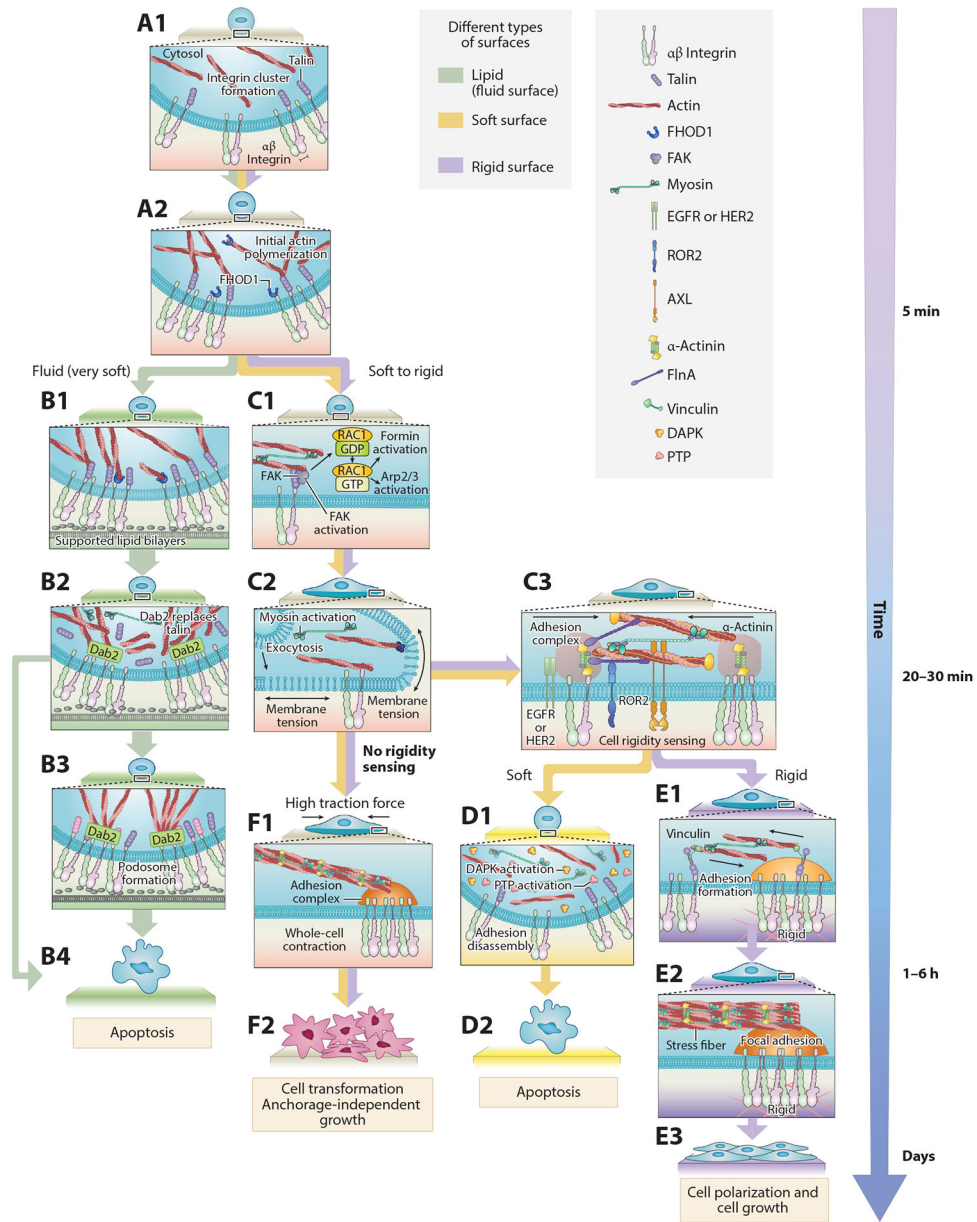 A1
Cytosol
Talin
Integrin cluster
formation
αβ
Integrin
Different types
of surfaces
Lipid
(fluid surface)
Soft surface
Rigid surface
αβ Integrin
Talin
Actin
FHOD1
FAK
Myosin
EGFR or HER2
ROR2
AXL
α-Actinin
FlnA
Vinculin
DAPK
PTP
A2
Initial actin
polymerization
FHOD1
Fluid (very soft)
Soft to rigid
B1
Supported lipid bilayers
C1
RAC1
GDP
Formin
activation
RAC1
GTP
Arp2/3
activation
FAK
FAK
activation
B2
Dab2 replaces
talin
Dab2
Dab2
C2
Myosin activation
Exocytosis
Membrane
tension
Membrane
tension
C3
Adhesion
complex
α-Actinin
EGFR
or
HER2
ROR2
Cell rigidity sensing
No rigidity
sensing
Soft
Rigid
B3
Dab2
Dab2
Podosome
formation
B4
Apoptosis
High traction force
F1
Adhesion
complex
Whole-cell
contraction
F2
Cell transformation
Anchorage-independent
growth
D1
DAPK activation
PTP activation
Adhesion
disassembly
D2
Apoptosis
E1
Vinculin
Adhesion
formation
Rigid
E2
Stress fiber
Focal adhesion
Rigid
E3
Cell polarization and
cell growth
Time
5 min
20–30 min
1–6 h
Days